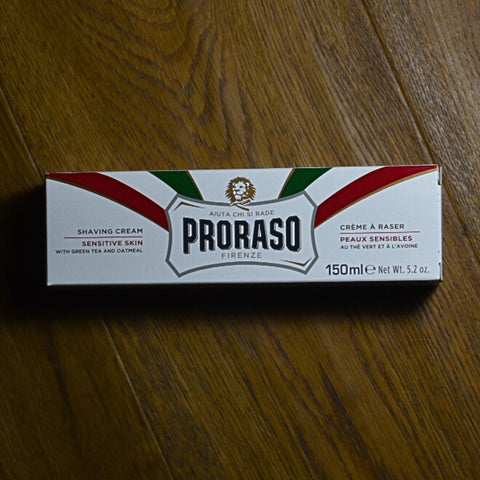 SHAVING CREAM
SENSITIVE SKIN
WITH GREEN TEA AND OATMEAL
AIUTA CHI SI RADE
PRORASO
FIRENZE
CRÈME À RASER
PEAUX SENSIBLES
AU THÉ VERT ET À L'AVOINE
150ml℮ Net Wt. 5.2 oz.